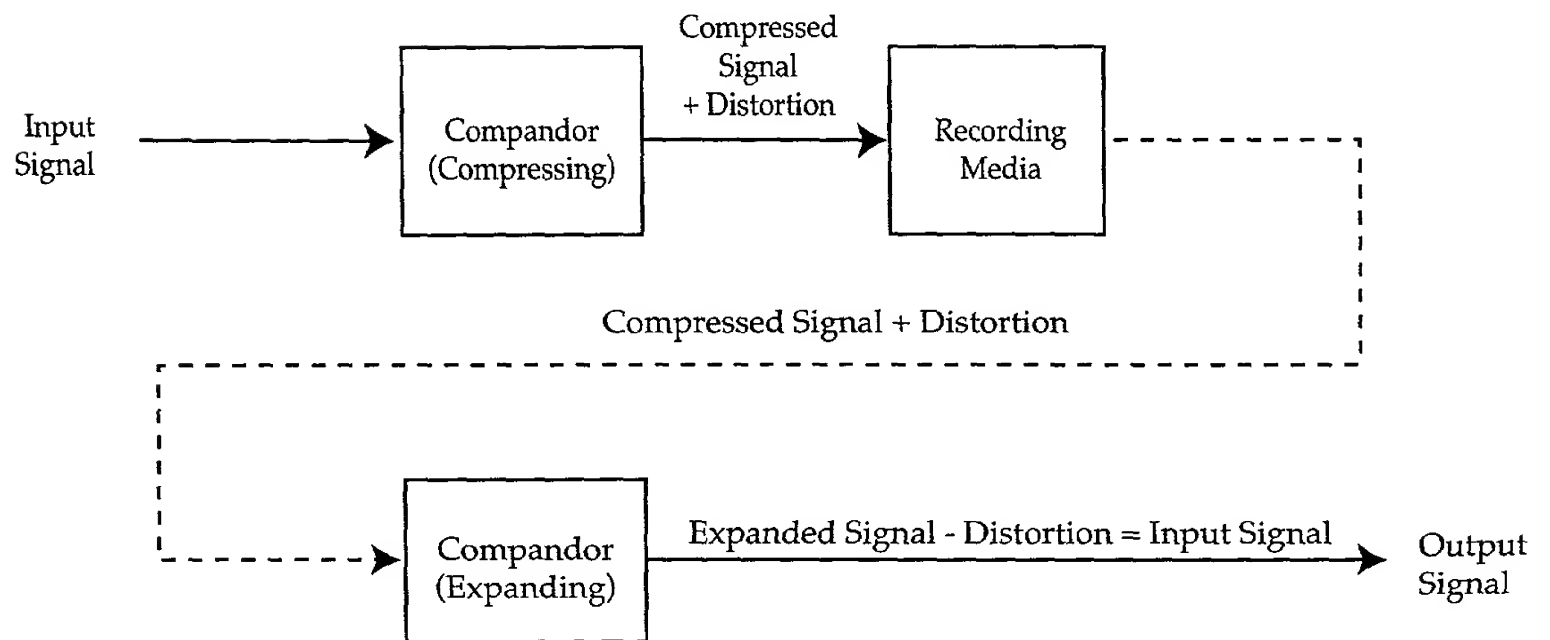 Input
Signal
Compandor
(Compressing)
Compressed
Signal
+ Distortion
Recording
Media
Compressed Signal + Distortion
Compandor
(Expanding)
Expanded Signal - Distortion = Input Signal
Output
Signal